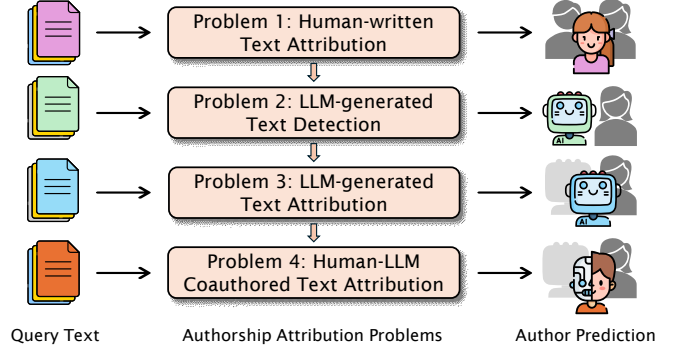 Problem 1: Human-written
Text Attribution
Problem 2: LLM-generated
Text Detection
AI
Problem 3: LLM-generated
Text Attribution
AI
Problem 4: Human-LLM
Coauthored Text Attribution
Query Text
Authorship Attribution Problems
Author Prediction